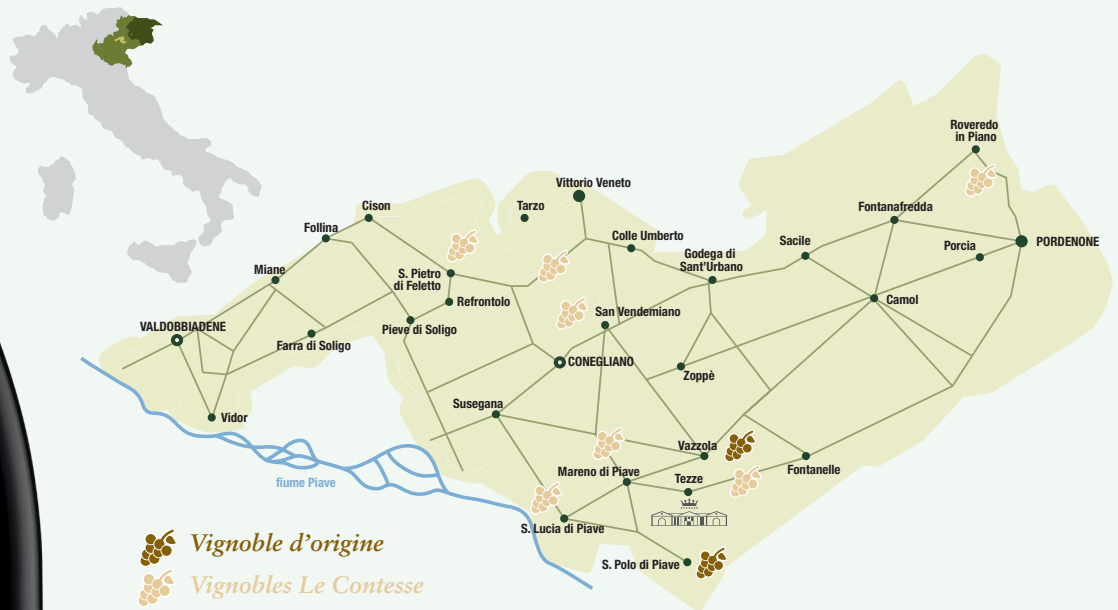 Roveredo
in Piano
Vittorio Veneto
Cison
Tarzo
Fontanafredda
Follina
Colle Umberto
Sacile
PORDENONE
Porcia
Godega di
Sant'Urbano
Miane
S. Pietro
di Feletto
Refrontolo
Camol
San Vendemiano
VALDOBBIADENE
Pieve di Soligo
Farra di Soligo
CONEGLIANO
Zoppè
Susegana
Vidor
Vazzola
Mareno di Piave
Tezze
Fontanelle
fiume Piave
S. Lucia di Piave
S. Polo di Piave
Vignoble d'origine
Vignobles Le Contesse